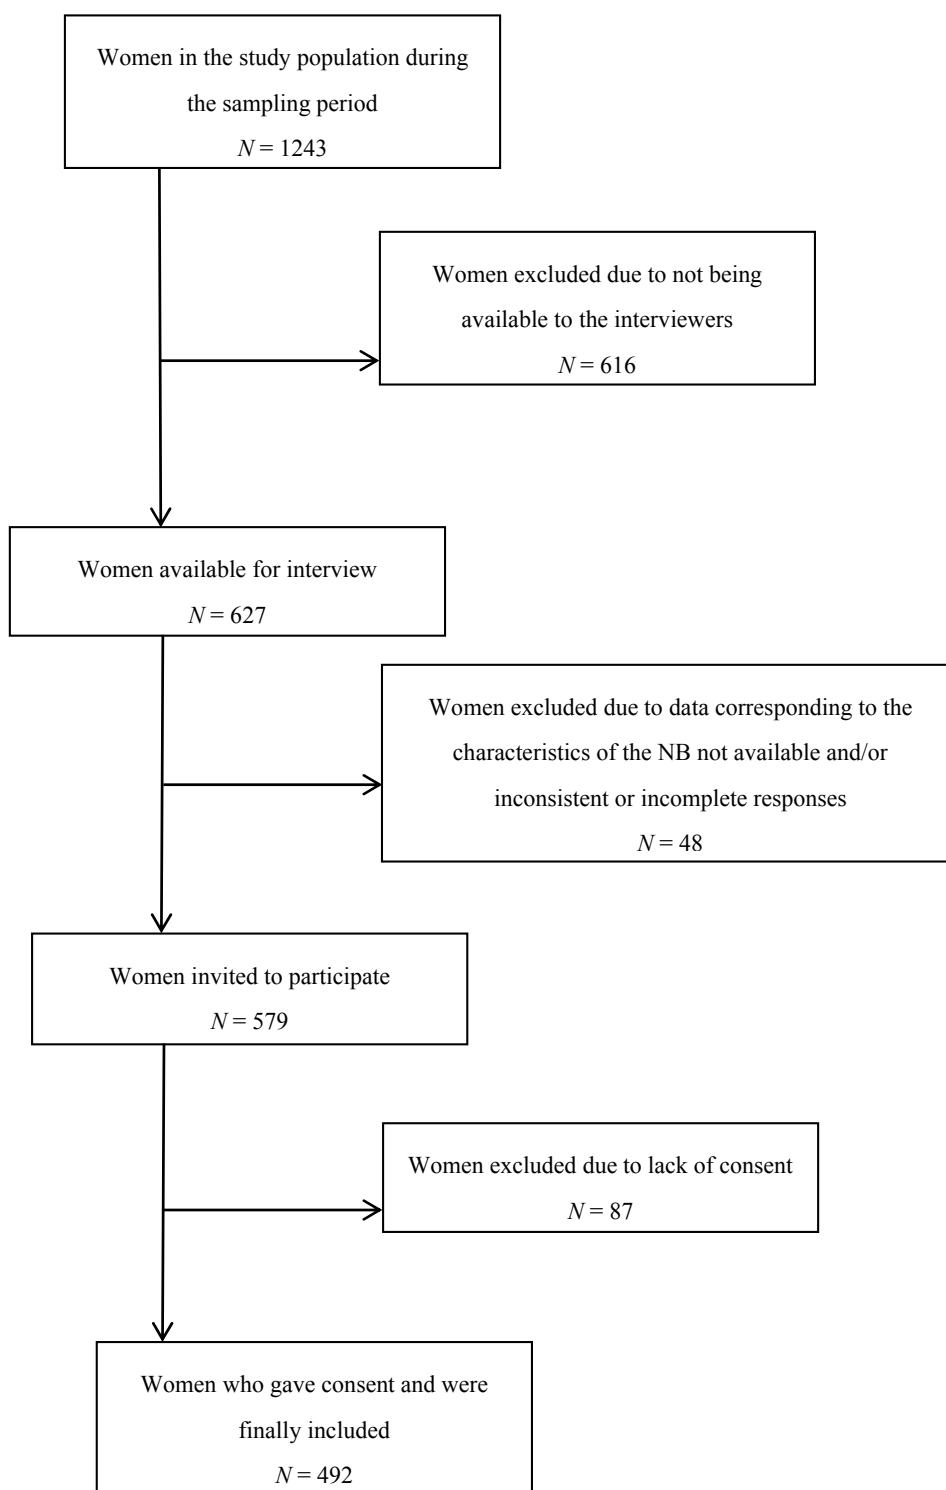 Women in the study population during
the sampling period
N = 1243
Women excluded due to not being
available to the interviewers
N = 616
Women available for interview
N = 627
Women excluded due to data corresponding to the
characteristics of the NB not available and/or
inconsistent or incomplete responses
N = 48
Women invited to participate
N = 579
Women excluded due to lack of consent
N = 87
Women who gave consent and were
finally included
N = 492